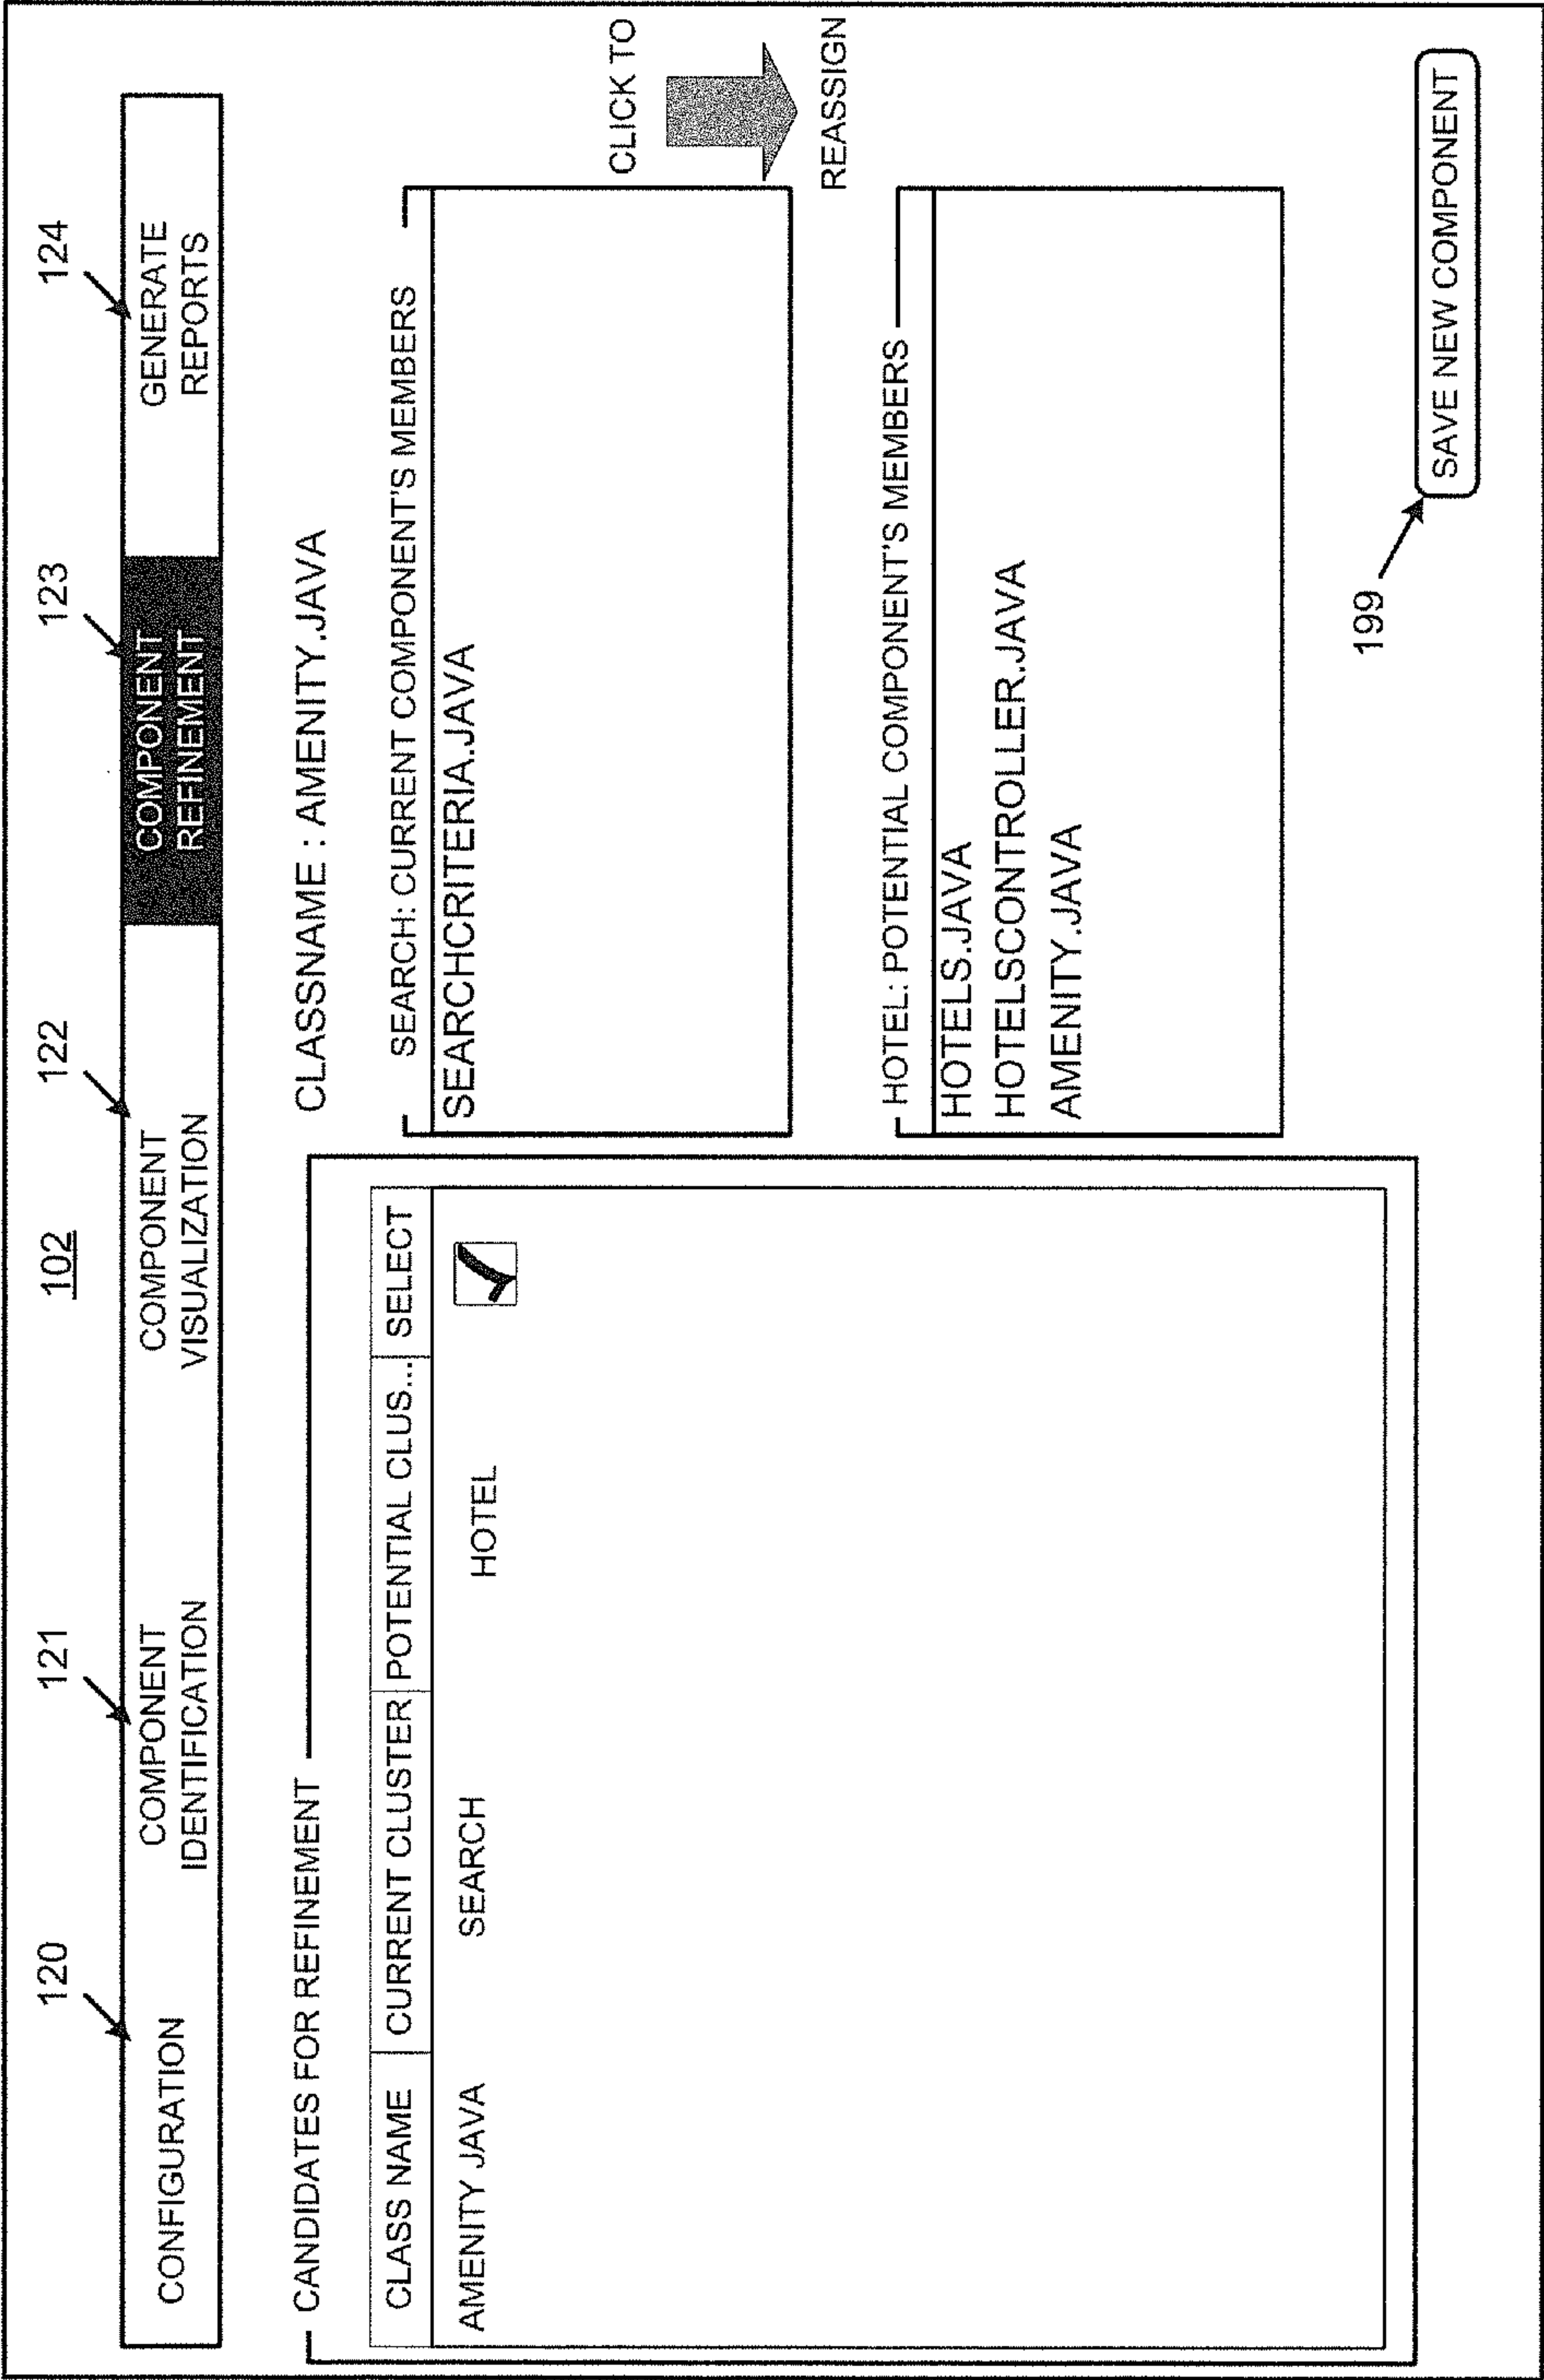 102
120
121
122
123
124
CONFIGURATION
COMPONENT
IDENTIFICATION
COMPONENT
VISUALIZATION
COMPONENT
REFINEMENT
GENERATE
REPORTS
CANDIDATES FOR REFINEMENT
CLASS NAME
CURRENT CLUSTER
POTENTIAL CLUS...
SELECT
AMENITY JAVA
SEARCH
HOTEL
CLASSNAME : AMENITY.JAVA
SEARCH: CURRENT COMPONENT'S MEMBERS
SEARCHCRITERIA.JAVA
CLICK TO
REASSIGN
HOTEL: POTENTIAL COMPONENT'S MEMBERS
HOTELS.JAVA
HOTELSCONTROLLER.JAVA
AMENITY.JAVA
199
SAVE NEW COMPONENT